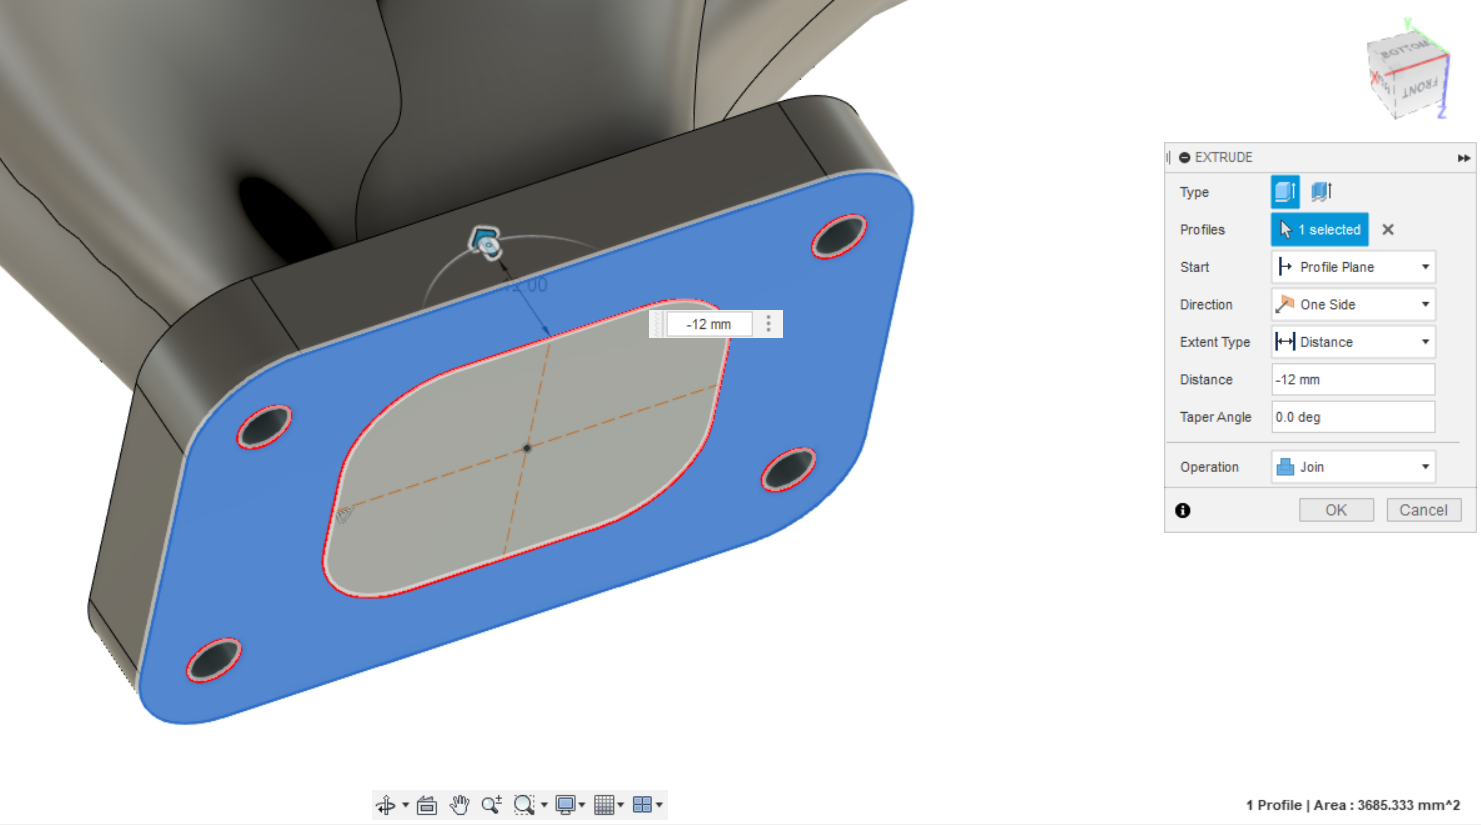 Y
BOTTOM
FRONT
X
Z
EXTRUDE
Type
Profiles 1 selected
Start Profile Plane
Direction One Side
Extent Type Distance
Distance -12 mm
Taper Angle 0.0 deg
Operation Join
OK Cancel
-12 mm
1 Profile | Area : 3685.333 mm^2